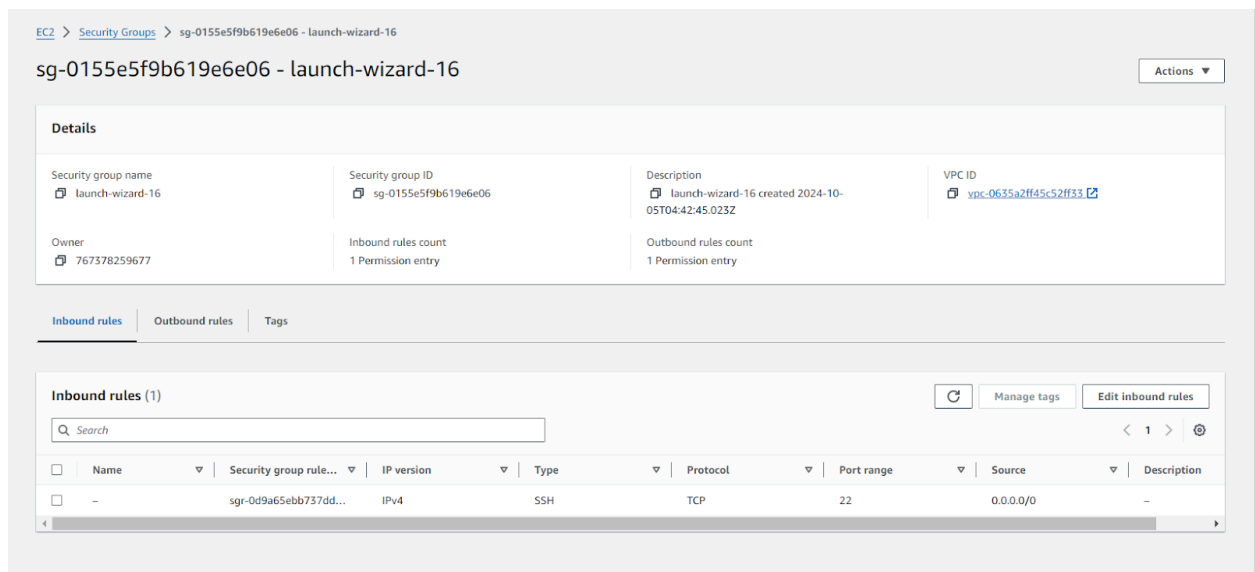 EC2 > Security Groups > sg-0155e5f9b619e6e06 - launch-wizard-16
sg-0155e5f9b619e6e06 - launch-wizard-16
Actions
Details
Security group name
launch-wizard-16
Security group ID
sg-0155e5f9b619e6e06
Description
launch-wizard-16 created 2024-10-
05T04:42:45.023Z
VPC ID
vpc-0635a2ff45c52ff33
Owner
767378259677
Inbound rules count
1 Permission entry
Outbound rules count
1 Permission entry
Inbound rules Outbound rules Tags
Inbound rules (1)
Manage tags Edit inbound rules
Search
< 1 >
Name Security group rule... IP version Type Protocol Port range Source Description
– sgr-0d9a65ebb737dd... IPv4 SSH TCP 22 0.0.0.0/0 –